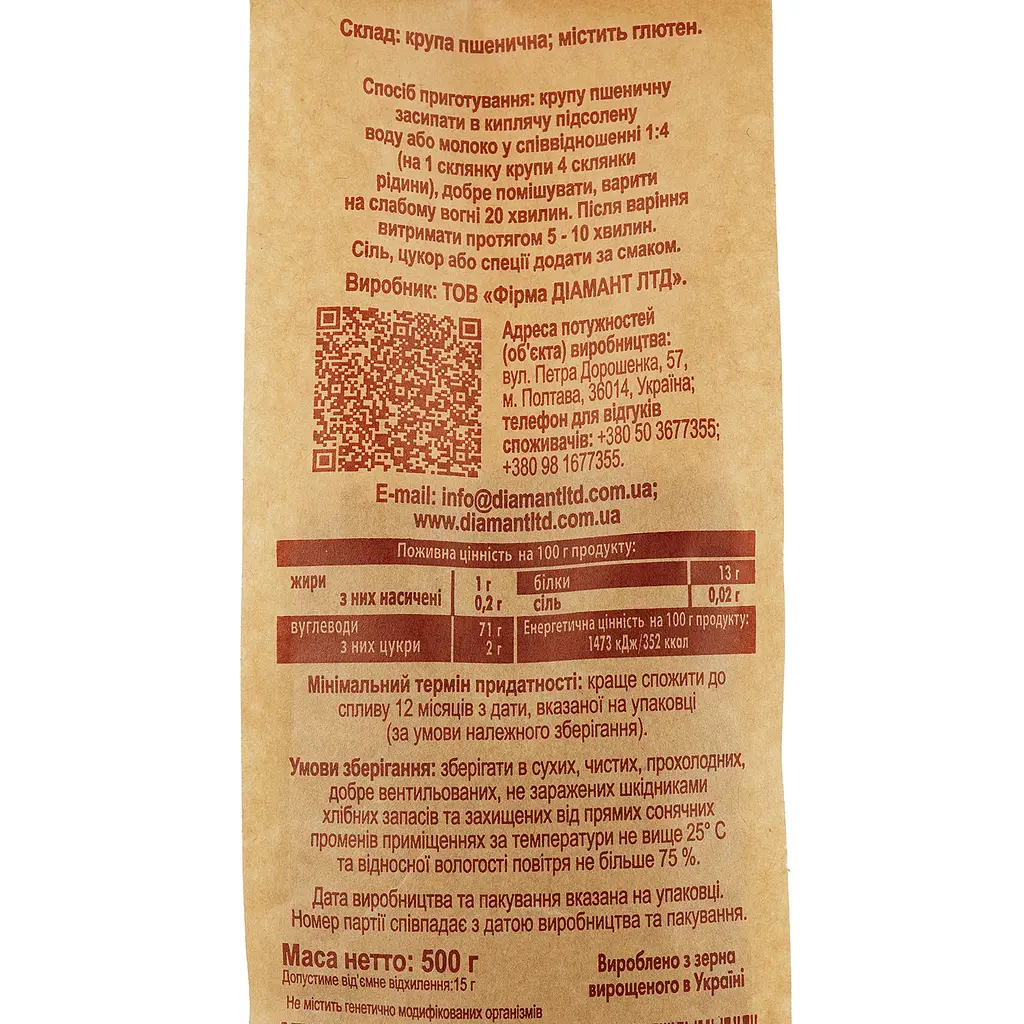 Склад: крупа пшенична; містить глютен.
Спосіб приготування: крупу пшеничну
засипати в киплячу підсолену
воду або молоко у співвідношенні 1:4
(на 1 склянку крупи 4 склянки
рідини), добре помішувати, варити
на слабому вогні 20 хвилин. Після варіння
витримати протягом 5 - 10 хвилин.
Сіль, цукор або спеції додати за смаком.
Виробник: ТОВ «Фірма ДІАМАНТ ЛТД».
Адреса потужностей
(об'єкта) виробництва:
вул. Петра Дорошенка, 57,
м. Полтава, 36014, Україна;
телефон для відгуків
споживачів: +380 50 3677355;
+380 98 1677355.
E-mail: info@diamantltd.com.ua;
www.diamantltd.com.ua
Поживна цінність на 100 г продукту:
жири 1 г
з них насичені 0,2 г
білки 13 г
сіль 0,02 г
вуглеводи 71 г
з них цукри 2 г
Енергетична цінність на 100 г продукту:
1473 кДж/352 ккал
Мінімальний термін придатності: краще спожити до
спливу 12 місяців з дати, вказаної на упаковці
(за умови належного зберігання).
Умови зберігання: зберігати в сухих, чистих, прохолодних,
добре вентильованих, не заражених шкідниками
хлібних запасів та захищених від прямих сонячних
променів приміщеннях за температури не вище 25° С
та відносної вологості повітря не більше 75 %.
Дата виробництва та пакування вказана на упаковці.
Номер партії співпадає з датою виробництва та пакування.
Маса нетто: 500 г
Допустиме від'ємне відхилення:15 г
Вироблено з зерна
вирощеного в Україні
Не містить генетично модифікованих організмів